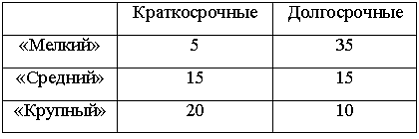 Краткосрочные Долгосрочные
«Мелкий» 5 35
«Средний» 15 15
«Крупный» 20 10